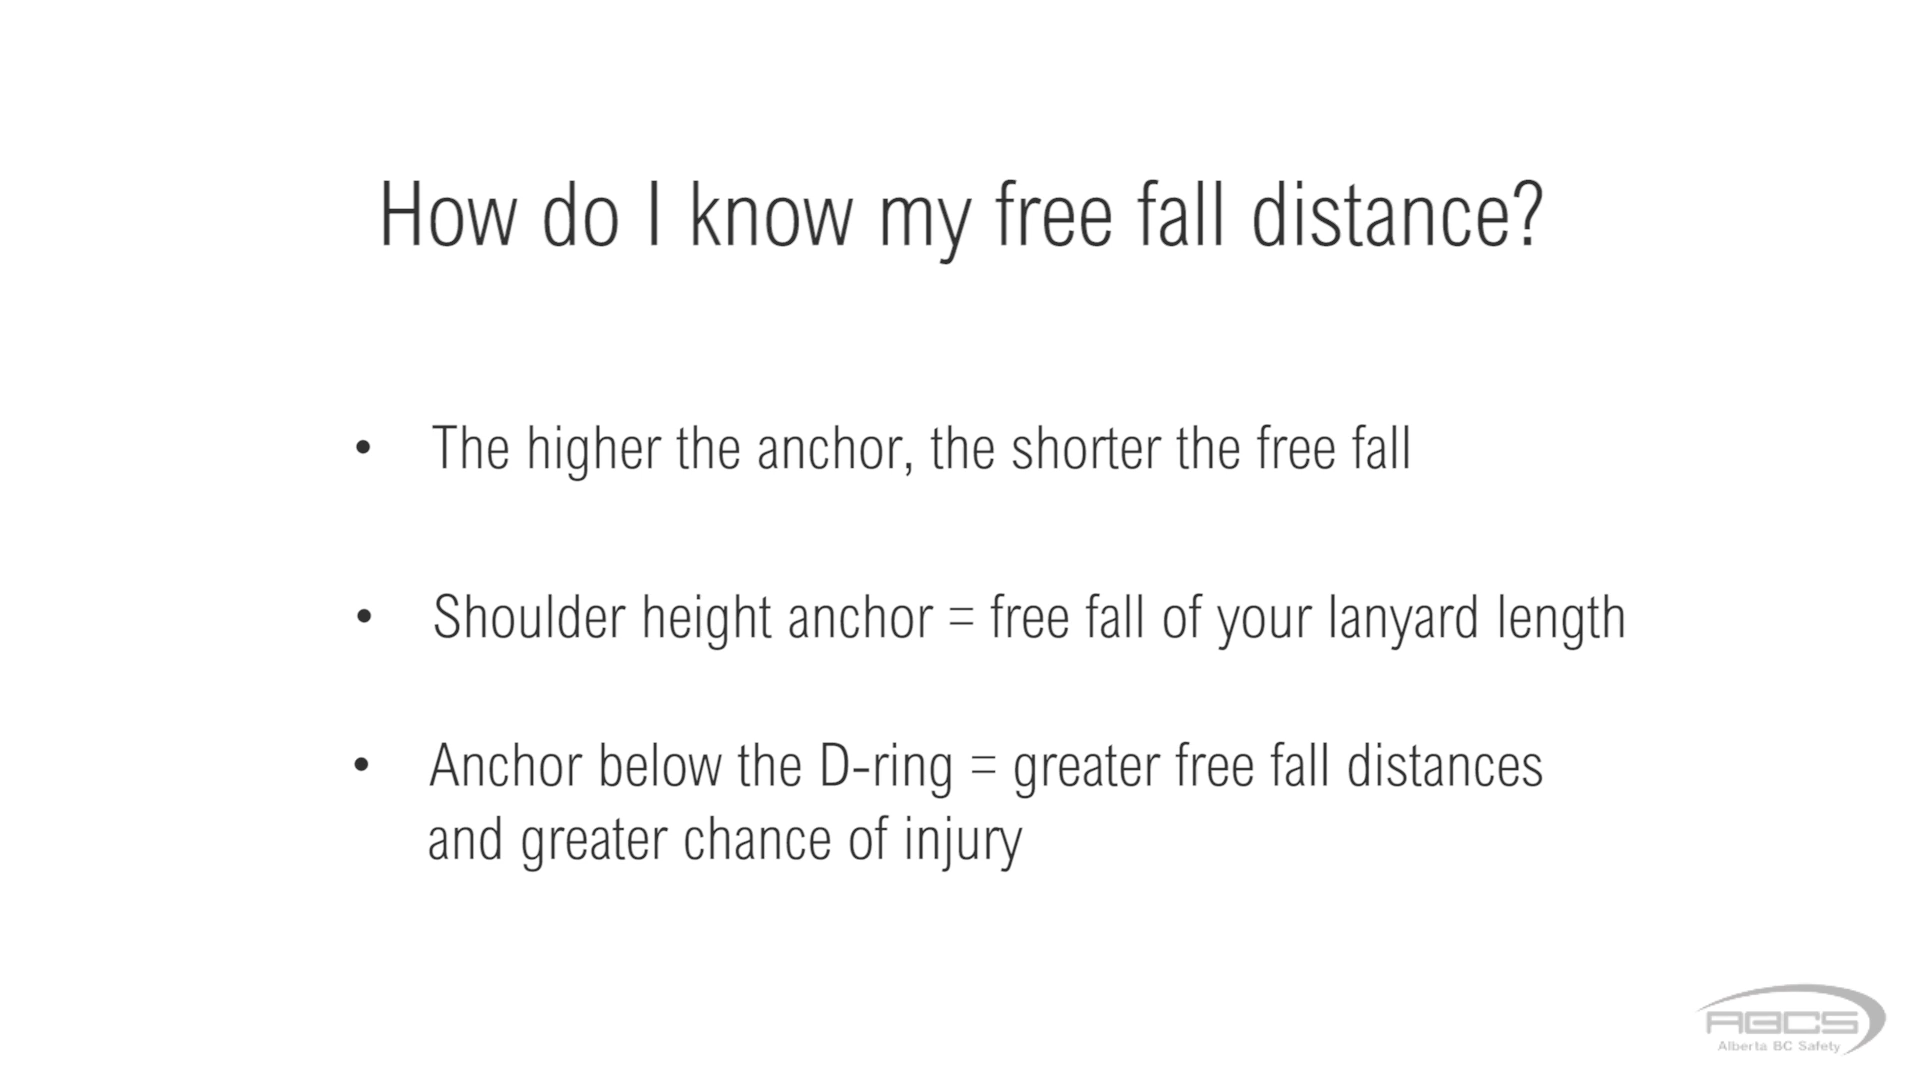 How do I know my free fall distance?
• The higher the anchor, the shorter the free fall
• Shoulder height anchor = free fall of your lanyard length
• Anchor below the D-ring = greater free fall distances
and greater chance of injury
ABCS
Alberta BC Safety